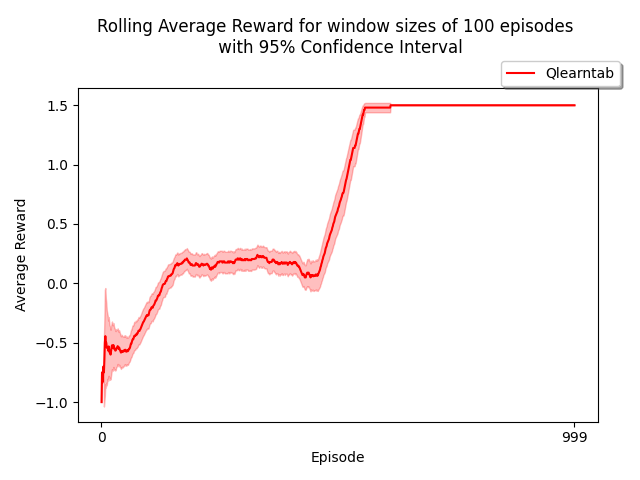 Rolling Average Reward for window sizes of 100 episodes
with 95% Confidence Interval
Qlearntab
1.5
1.0
0.5
0.0
−0.5
−1.0
Average Reward
0
999
Episode